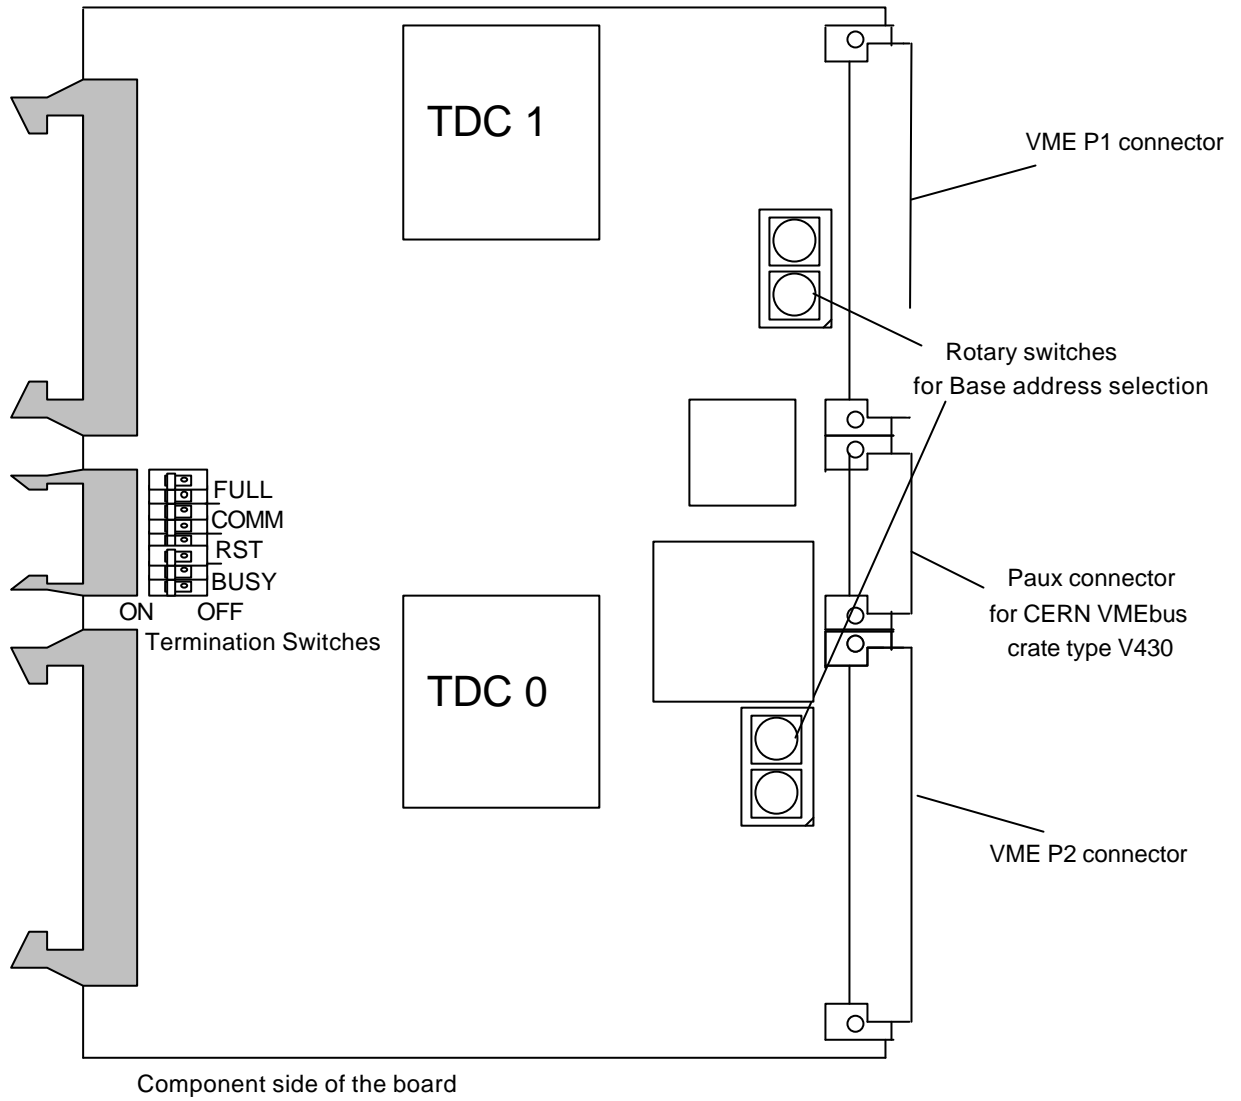 TDC 1
VME P1 connector
Rotary switches
for Base address selection
FULL
COMM
RST
BUSY
ON OFF
Termination Switches
Paux connector
for CERN VMEbus
crate type V430
TDC 0
VME P2 connector
Component side of the board